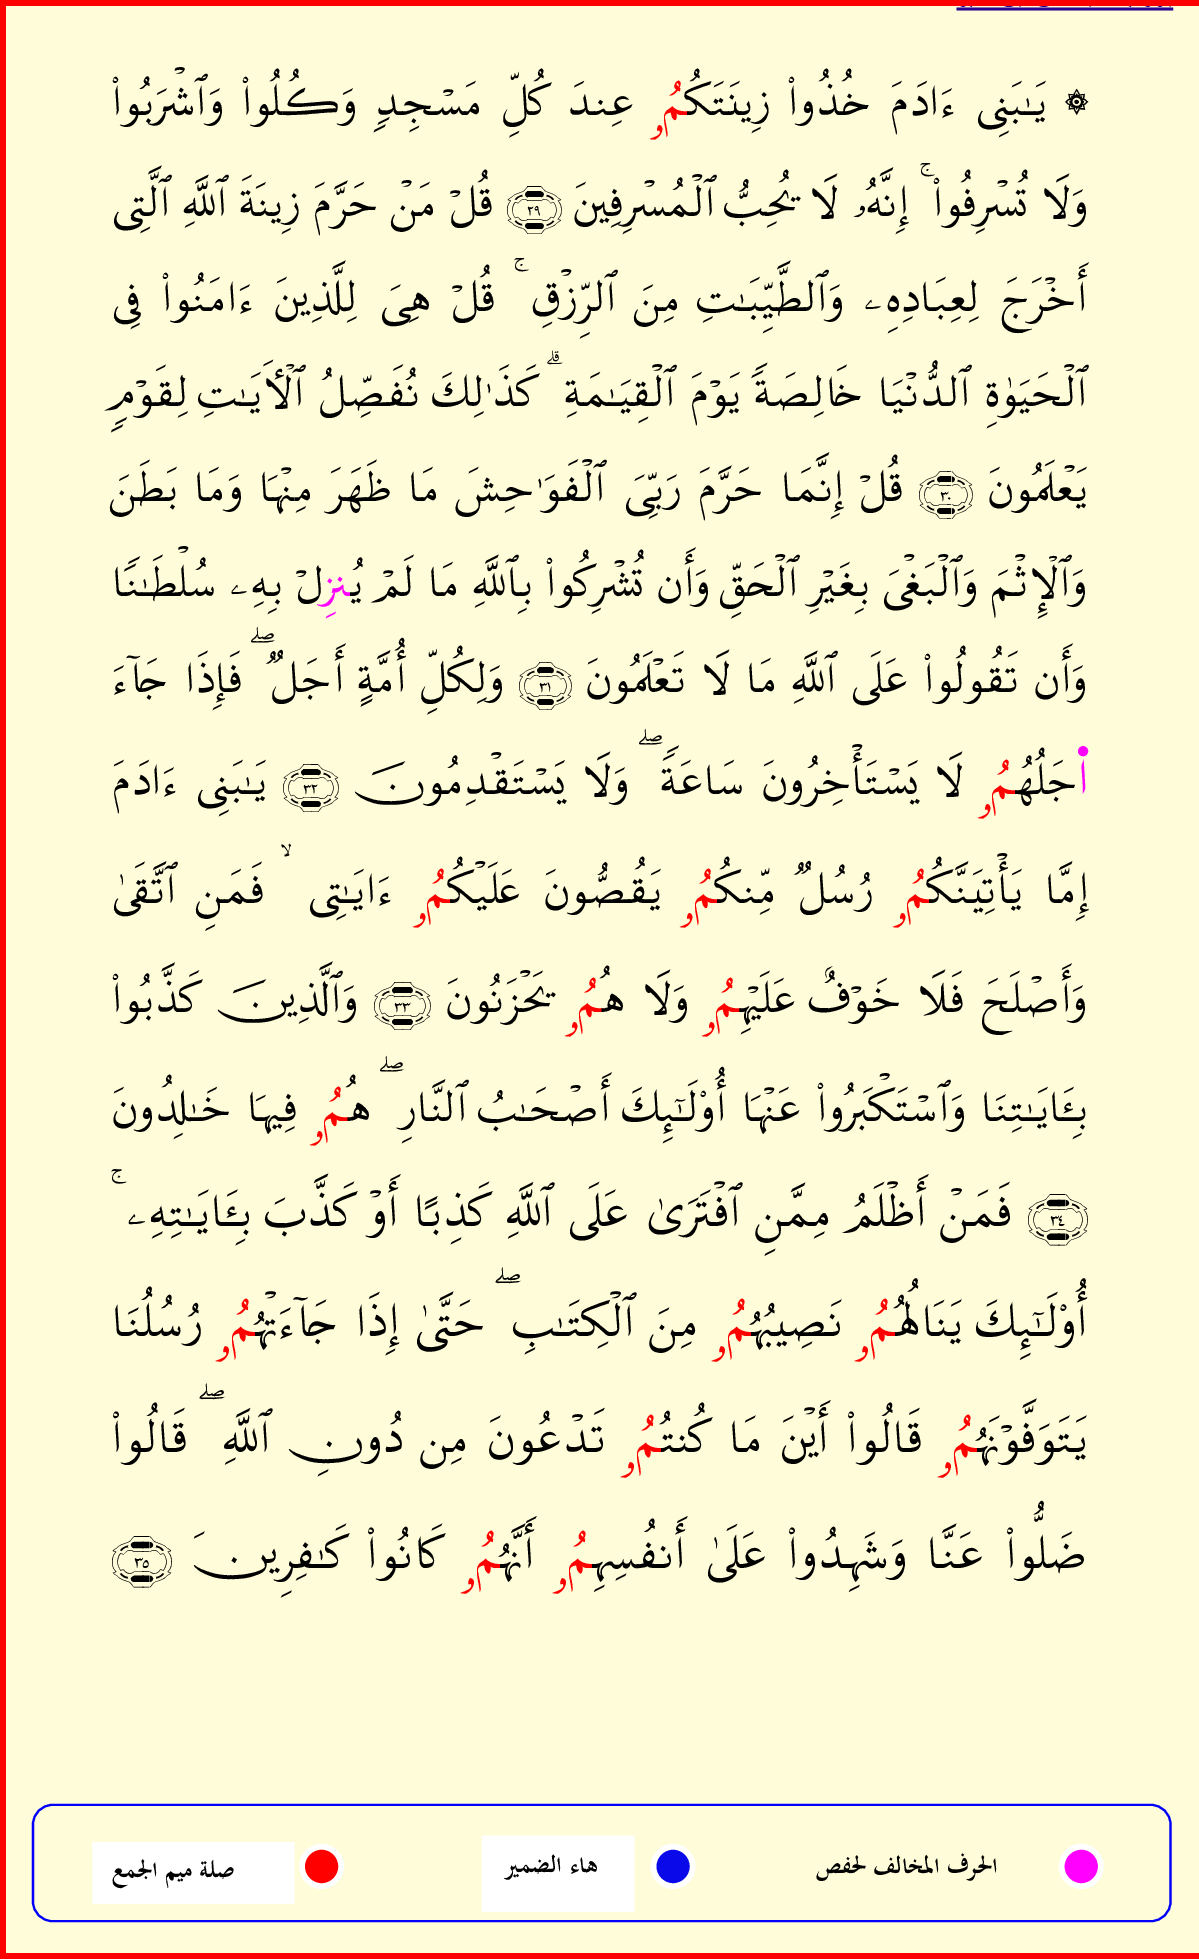 ۞ يَـٰبَنِى ءَادَمَ خُذُوا۟ زِينَتَكُمُۥ عِندَ كُلِّ مَسْجِدٍ وَكُلُوا۟ وَٱشْرَبُوا۟
وَلَا تُسْرِفُوا۟ ۚ إِنَّهُۥ لَا يُحِبُّ ٱلْمُسْرِفِينَ ٢٩ قُلْ مَنْ حَرَّمَ زِينَةَ ٱللَّهِ ٱلَّتِى
أَخْرَجَ لِعِبَادِهِۦ وَٱلطَّيِّبَـٰتِ مِنَ ٱلرِّزْقِ ۚ قُلْ هِىَ لِلَّذِينَ ءَامَنُوا۟ فِى
ٱلْحَيَوٰةِ ٱلدُّنْيَا خَالِصَةً يَوْمَ ٱلْقِيَـٰمَةِ ۗ كَذَٰلِكَ نُفَصِّلُ ٱلْأَيَـٰتِ لِقَوْمٍ
يَعْلَمُونَ ٣٠ قُلْ إِنَّمَا حَرَّمَ رَبِّىَ ٱلْفَوَٰحِشَ مَا ظَهَرَ مِنْهَا وَمَا بَطَنَ
وَٱلْإِثْمَ وَٱلْبَغْىَ بِغَيْرِ ٱلْحَقِّ وَأَن تُشْرِكُوا۟ بِٱللَّهِ مَا لَمْ يُنزِلْ بِهِۦ سُلْطَـٰنًا
وَأَن تَقُولُوا۟ عَلَى ٱللَّهِ مَا لَا تَعْلَمُونَ ٣١ وَلِكُلِّ أُمَّةٍ أَجَلٌ ۖ فَإِذَا جَآءَ
ا۬جَلُهُمُۥ لَا يَسْتَأْخِرُونَ سَاعَةً ۖ وَلَا يَسْتَقْدِمُونَ ٣٢ يَـٰبَنِى ءَادَمَ
إِمَّا يَأْتِيَنَّكُمُۥ رُسُلٌ مِّنكُمُۥ يَقُصُّونَ عَلَيْكُمُۥ ءَايَـٰتِى ۙ فَمَنِ ٱتَّقَىٰ
وَأَصْلَحَ فَلَا خَوْفٌ عَلَيْهِمُۥ وَلَا هُمُۥ يَحْزَنُونَ ٣٣ وَٱلَّذِينَ كَذَّبُوا۟
بِـَٔايَـٰتِنَا وَٱسْتَكْبَرُوا۟ عَنْهَا أُو۟لَـٰٓئِكَ أَصْحَـٰبُ ٱلنَّارِ ۖ هُمُۥ فِيهَا خَـٰلِدُونَ
٣٤ فَمَنْ أَظْلَمُ مِمَّنِ ٱفْتَرَىٰ عَلَى ٱللَّهِ كَذِبًا أَوْ كَذَّبَ بِـَٔايَـٰتِهِۦ ۚ
أُو۟لَـٰٓئِكَ يَنَالُهُمُۥ نَصِيبُهُمُۥ مِنَ ٱلْكِتَـٰبِ ۖ حَتَّىٰ إِذَا جَآءَتْهُمُۥ رُسُلُنَا
يَتَوَفَّوْنَهُمُۥ قَالُوا۟ أَيْنَ مَا كُنتُمُۥ تَدْعُونَ مِن دُونِ ٱللَّهِ ۖ قَالُوا۟
ضَلُّوا۟ عَنَّا وَشَهِدُوا۟ عَلَىٰ أَنفُسِهِمُۥ أَنَّهُمُۥ كَانُوا۟ كَـٰفِرِينَ ٣٥
الحرف المخالف لحفص هاء الضمير صلة ميم الجمع